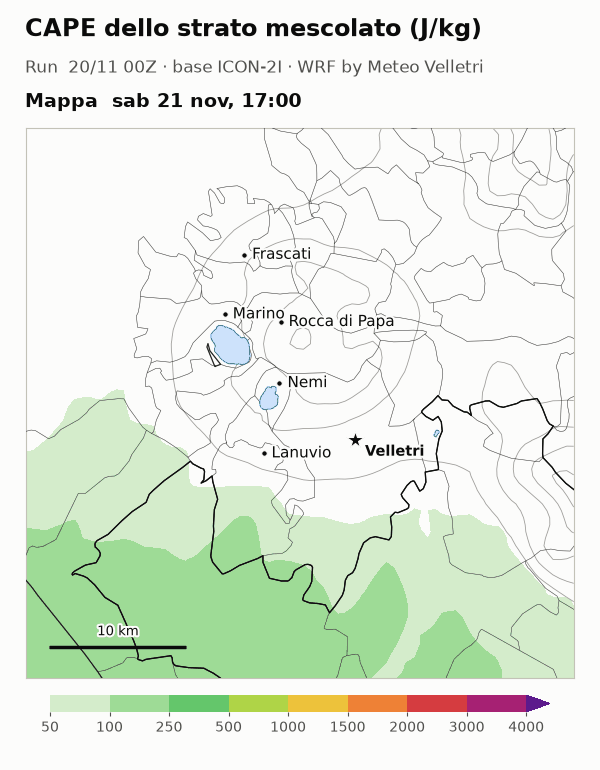 CAPE dello strato mescolato (J/kg)
Run  20/11 00Z · base ICON-2I · WRF by Meteo Velletri
Mappa  sab 21 nov, 17:00
Frascati
Marino
Rocca di Papa
Nemi
Velletri
Lanuvio
10 km
50 100 250 500 1000 1500 2000 3000 4000